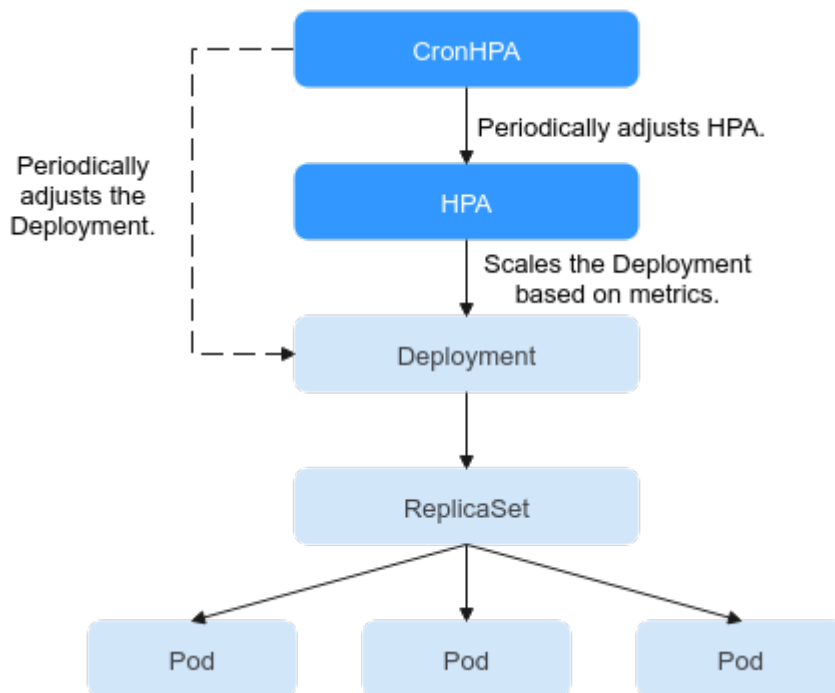 CronHPA
Periodically adjusts HPA.
Periodically
adjusts the
Deployment.
HPA
Scales the Deployment
based on metrics.
Deployment
ReplicaSet
Pod
Pod
Pod